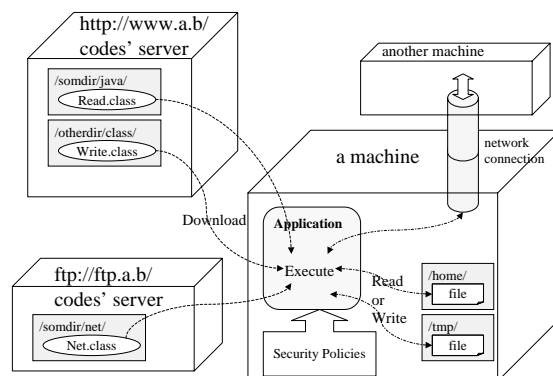 http://www.a.b/
codes' server
/somdir/java/
Read.class
/otherdir/class/
Write.class
another machine
network
connection
a machine
Download
Application
Execute
Read
or
Write
/home/
file
/tmp/
file
ftp://ftp.a.b/
codes' server
/somdir/net/
Net.class
Security Policies